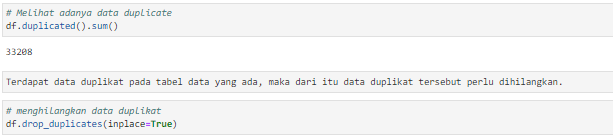 # Melihat adanya data duplicate
df.duplicated().sum()
33208
Terdapat data duplikat pada tabel data yang ada, maka dari itu data duplikat tersebut perlu dihilangkan.
# menghilangkan data duplikat
df.drop_duplicates(inplace=True)